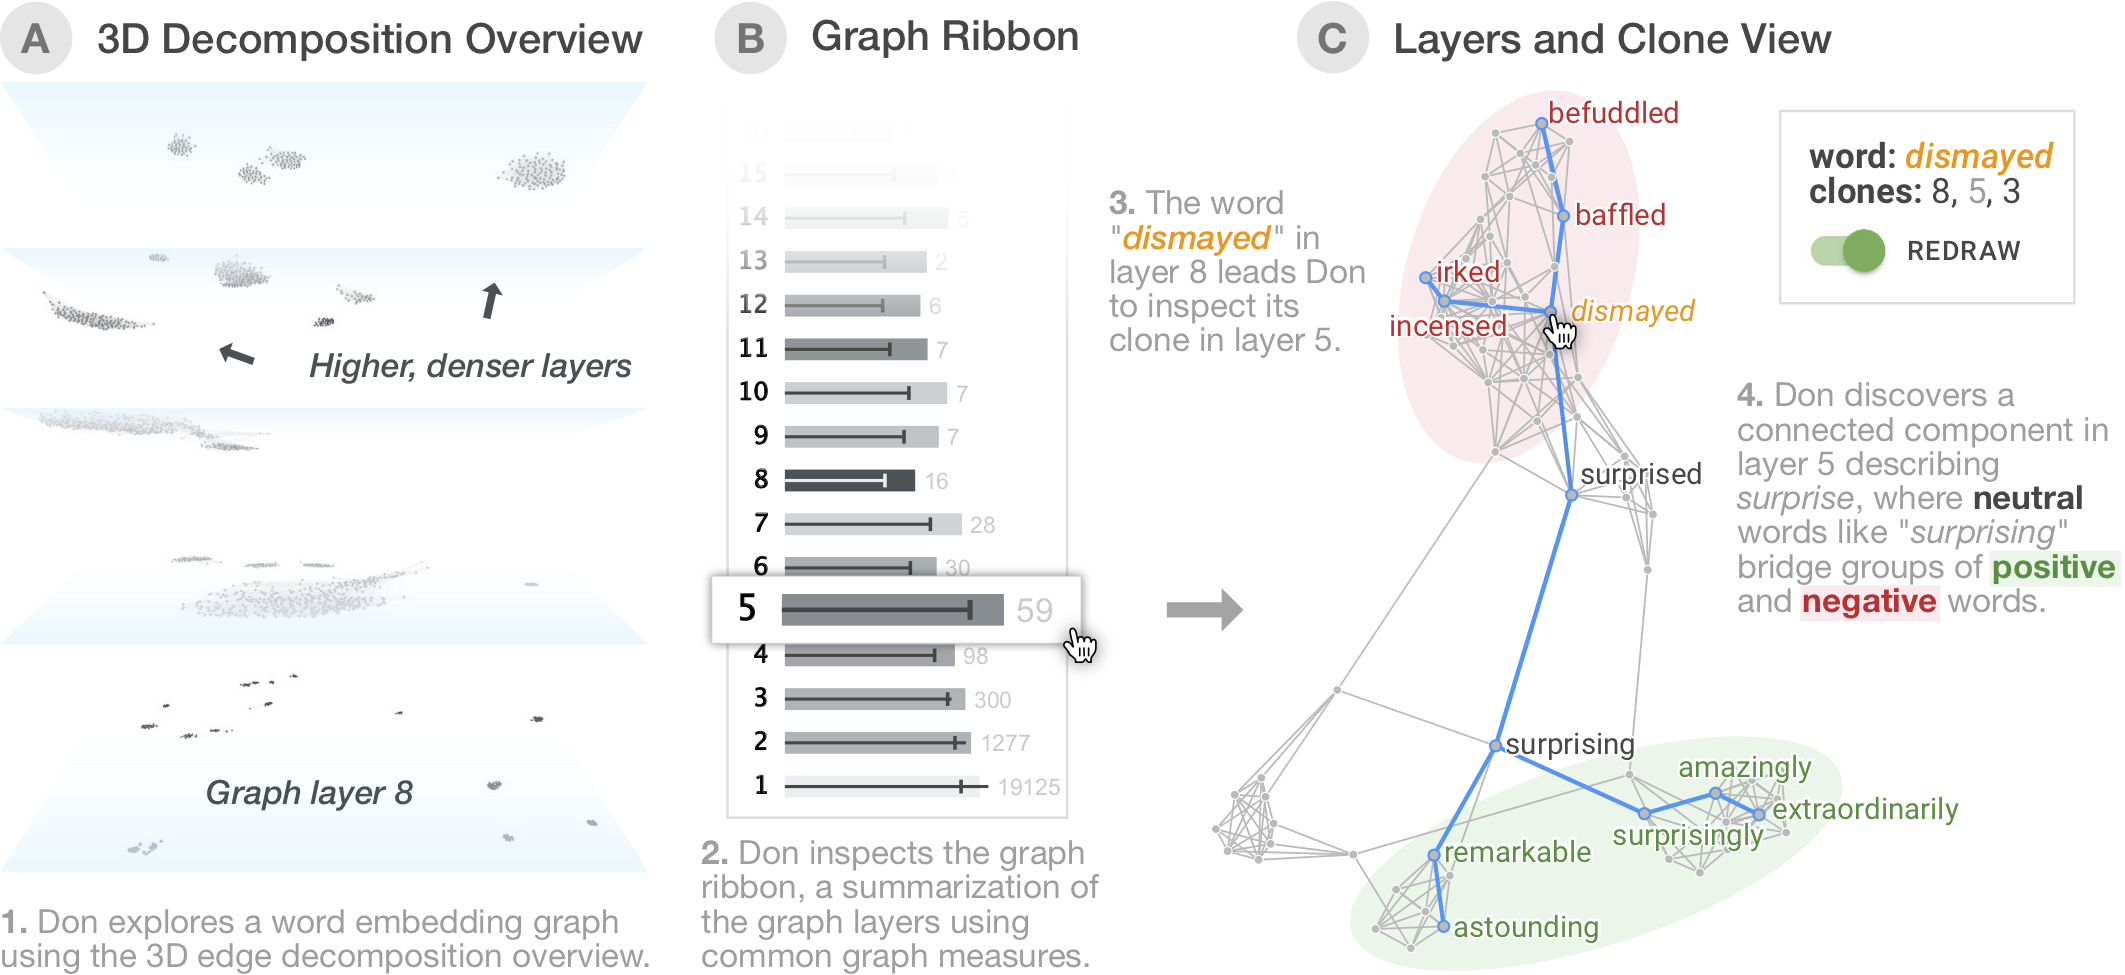 A 3D Decomposition Overview
Higher, denser layers
Graph layer 8
1. Don explores a word embedding graph
using the 3D edge decomposition overview.
B Graph Ribbon
15 4
14 5
13 2
12 6
11 7
10 7
9 7
8 16
7 28
6 30
5 59
4 98
3 300
2 1277
1 19125
2. Don inspects the graph
ribbon, a summarization of
the graph layers using
common graph measures.
C Layers and Clone View
3. The word
"dismayed" in
layer 8 leads Don
to inspect its
clone in layer 5.
befuddled
baffled
irked
dismayed
incensed
surprised
surprising
amazingly
extraordinarily
surprisingly
remarkable
astounding
word: dismayed
clones: 8, 5, 3
REDRAW
4. Don discovers a
connected component in
layer 5 describing
surprise, where neutral
words like "surprising"
bridge groups of positive
and negative words.